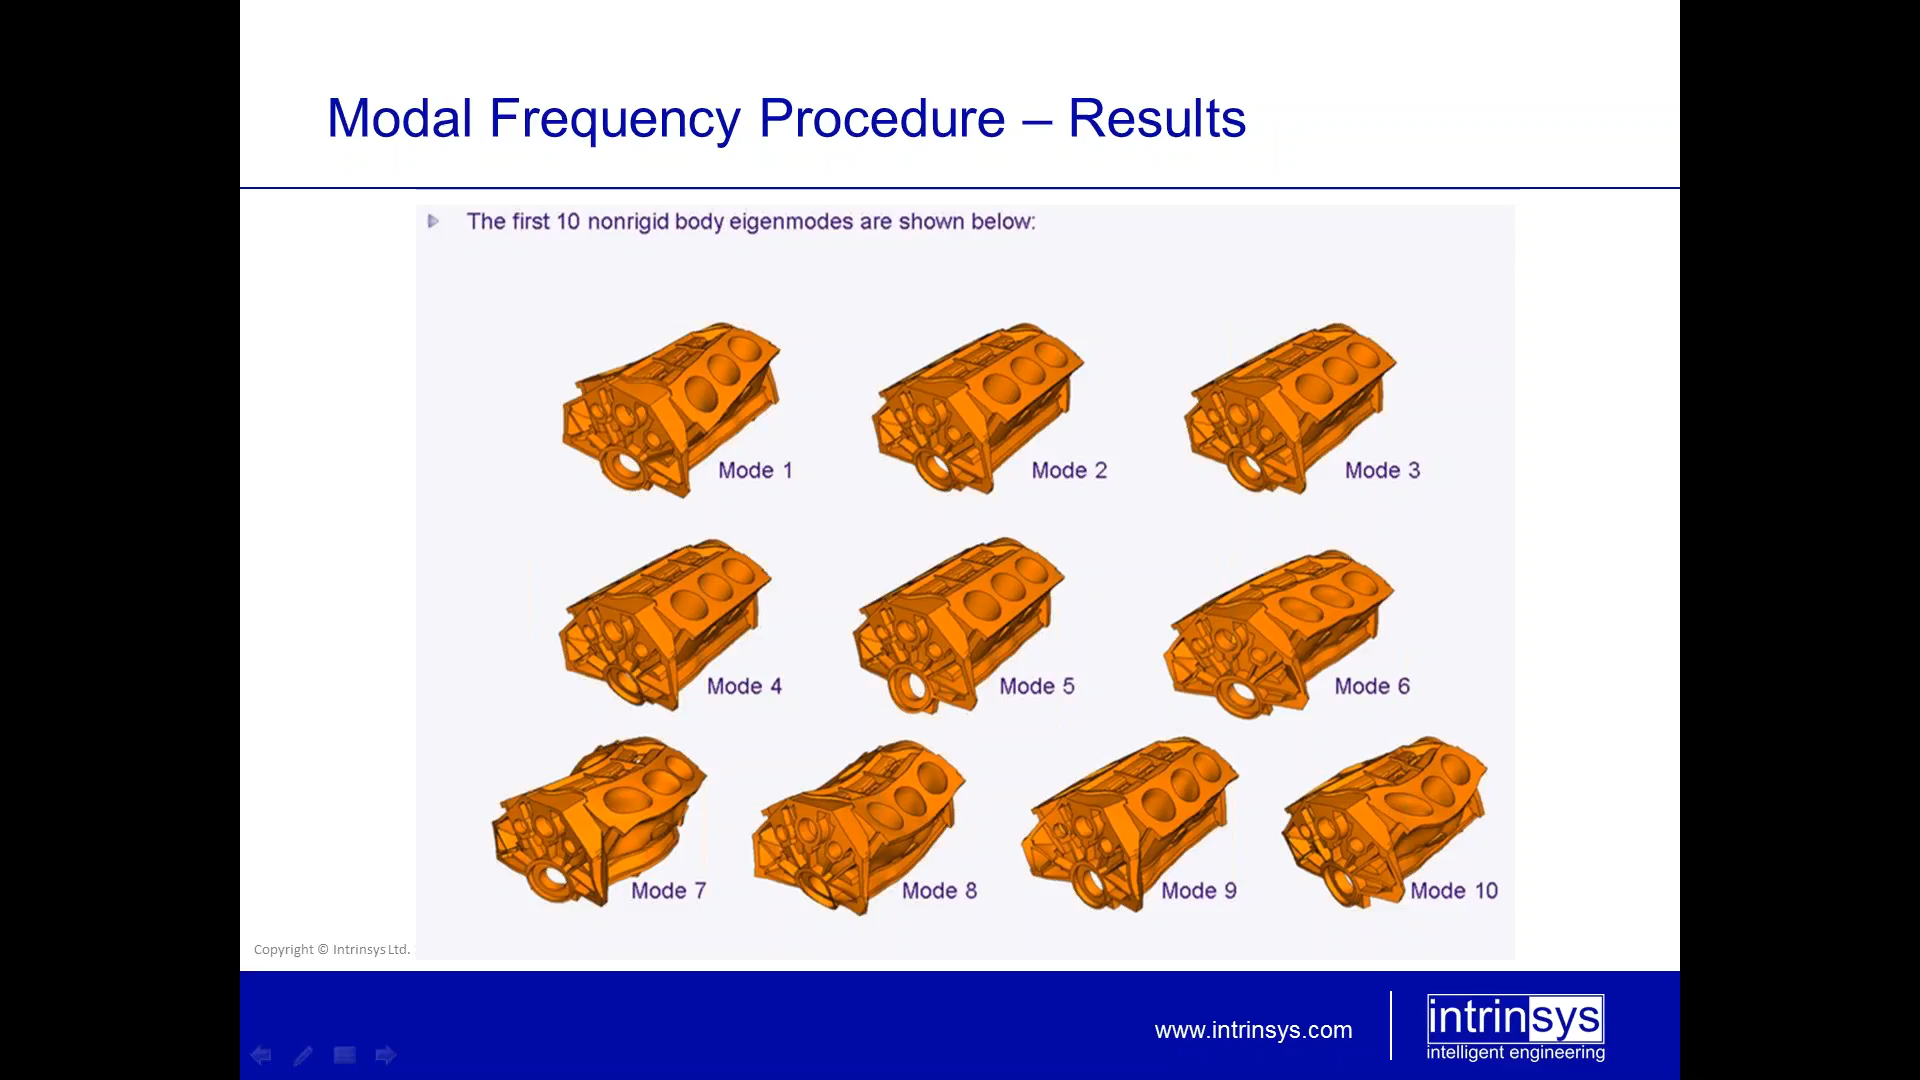 Modal Frequency Procedure – Results
The first 10 nonrigid body eigenmodes are shown below:
Mode 1
Mode 2
Mode 3
Mode 4
Mode 5
Mode 6
Mode 7
Mode 8
Mode 9
Mode 10
Copyright © Intrinsys Ltd.
www.intrinsys.com
intrinsys
intelligent engineering